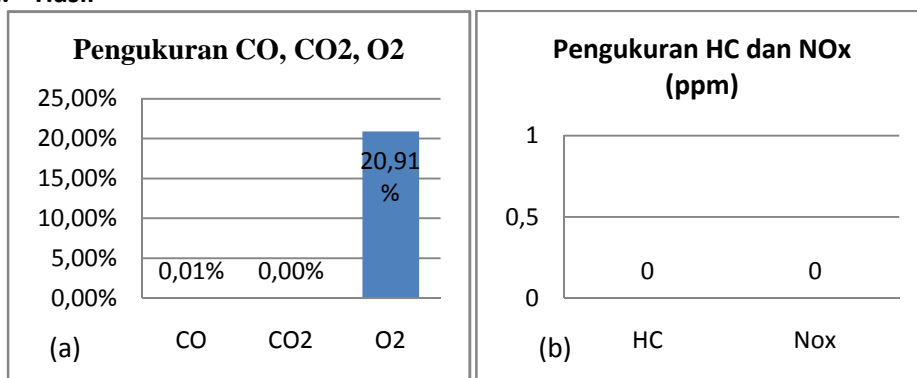 Pengukuran CO, CO2, O2
25,00%
20,00%
15,00%
10,00%
5,00%
0,00%
0,01%
0,00%
20,91
%
CO
CO2
O2
(a)
Pengukuran HC dan NOx
(ppm)
1
0,5
0
0
0
HC
Nox
(b)